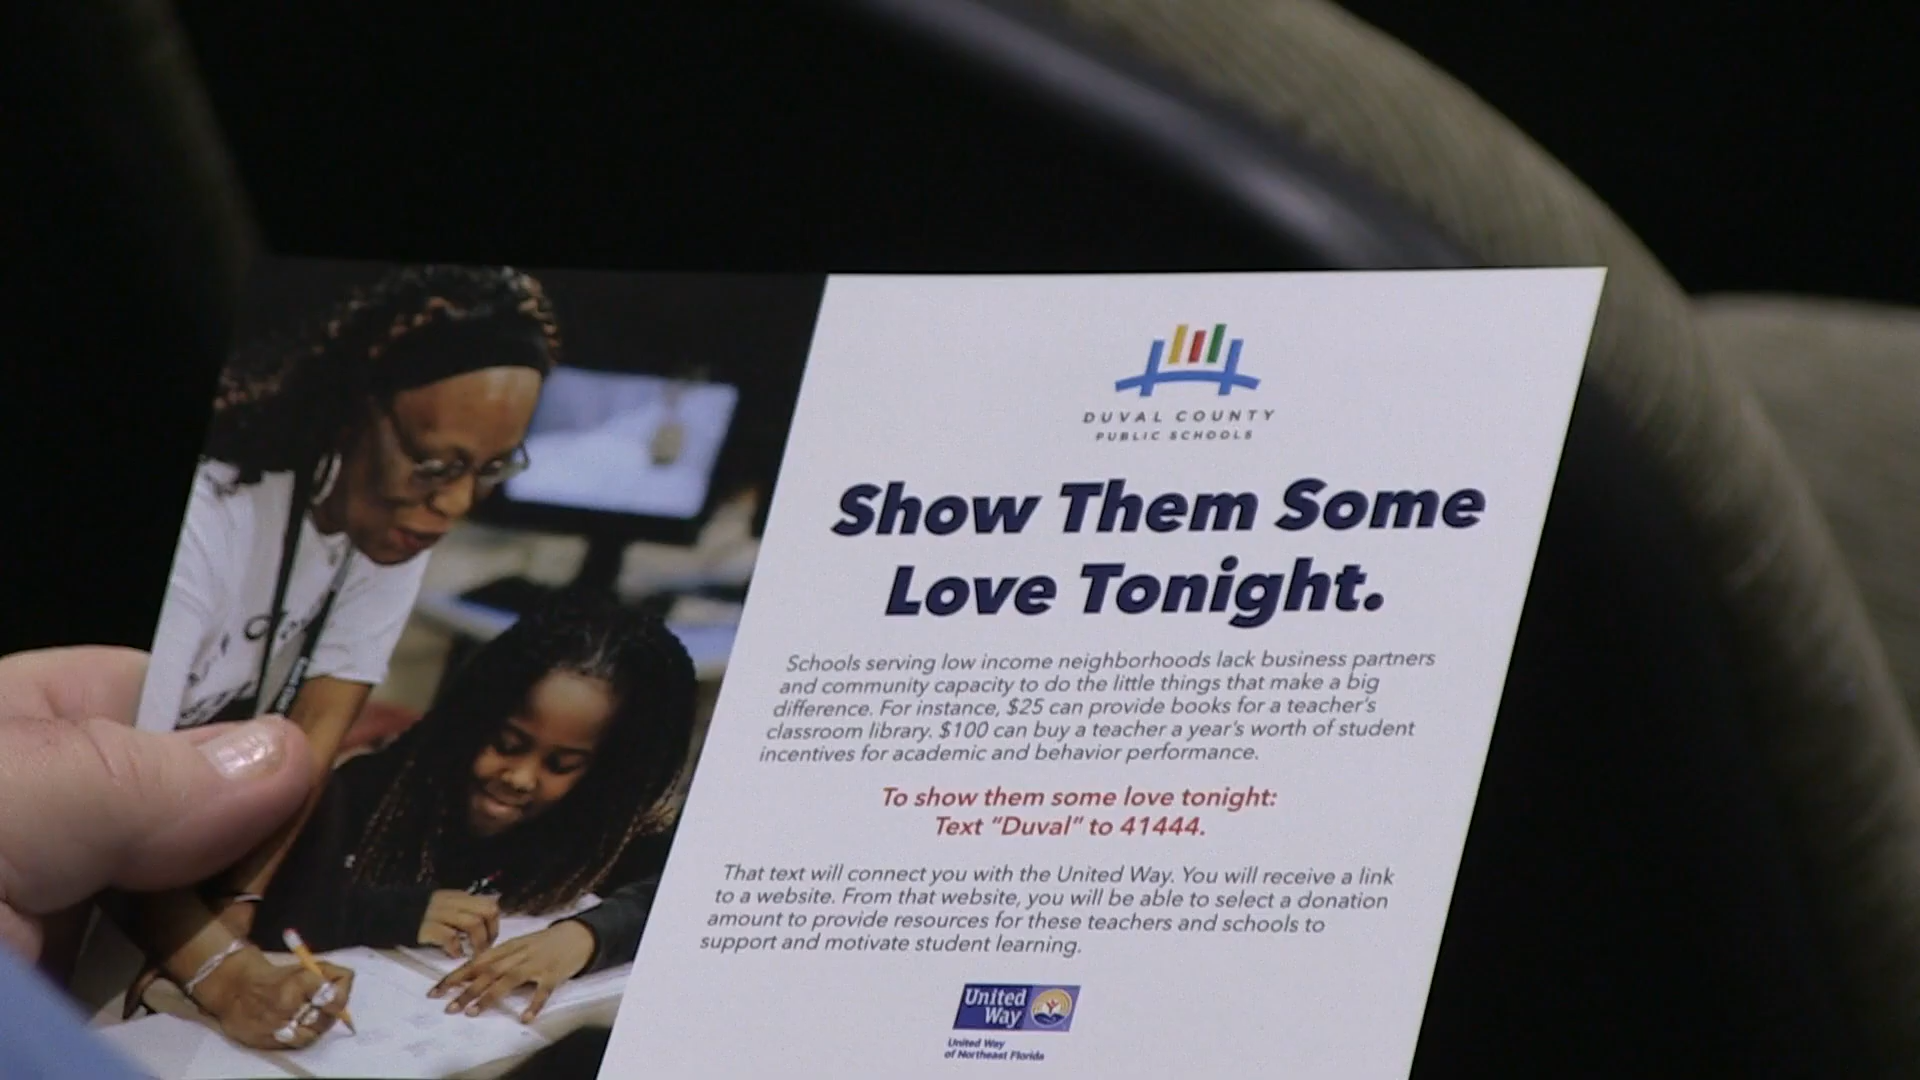 DUVAL COUNTY
PUBLIC SCHOOLS
Show Them Some
Love Tonight.
Schools serving low income neighborhoods lack business partners
and community capacity to do the little things that make a big
difference. For instance, $25 can provide books for a teacher's
classroom library. $100 can buy a teacher a year's worth of student
incentives for academic and behavior performance.
To show them some love tonight:
Text "Duval" to 41444.
That text will connect you with the United Way. You will receive a link
to a website. From that website, you will be able to select a donation
amount to provide resources for these teachers and schools to
support and motivate student learning.
United
Way
United Way
of Northeast Florida